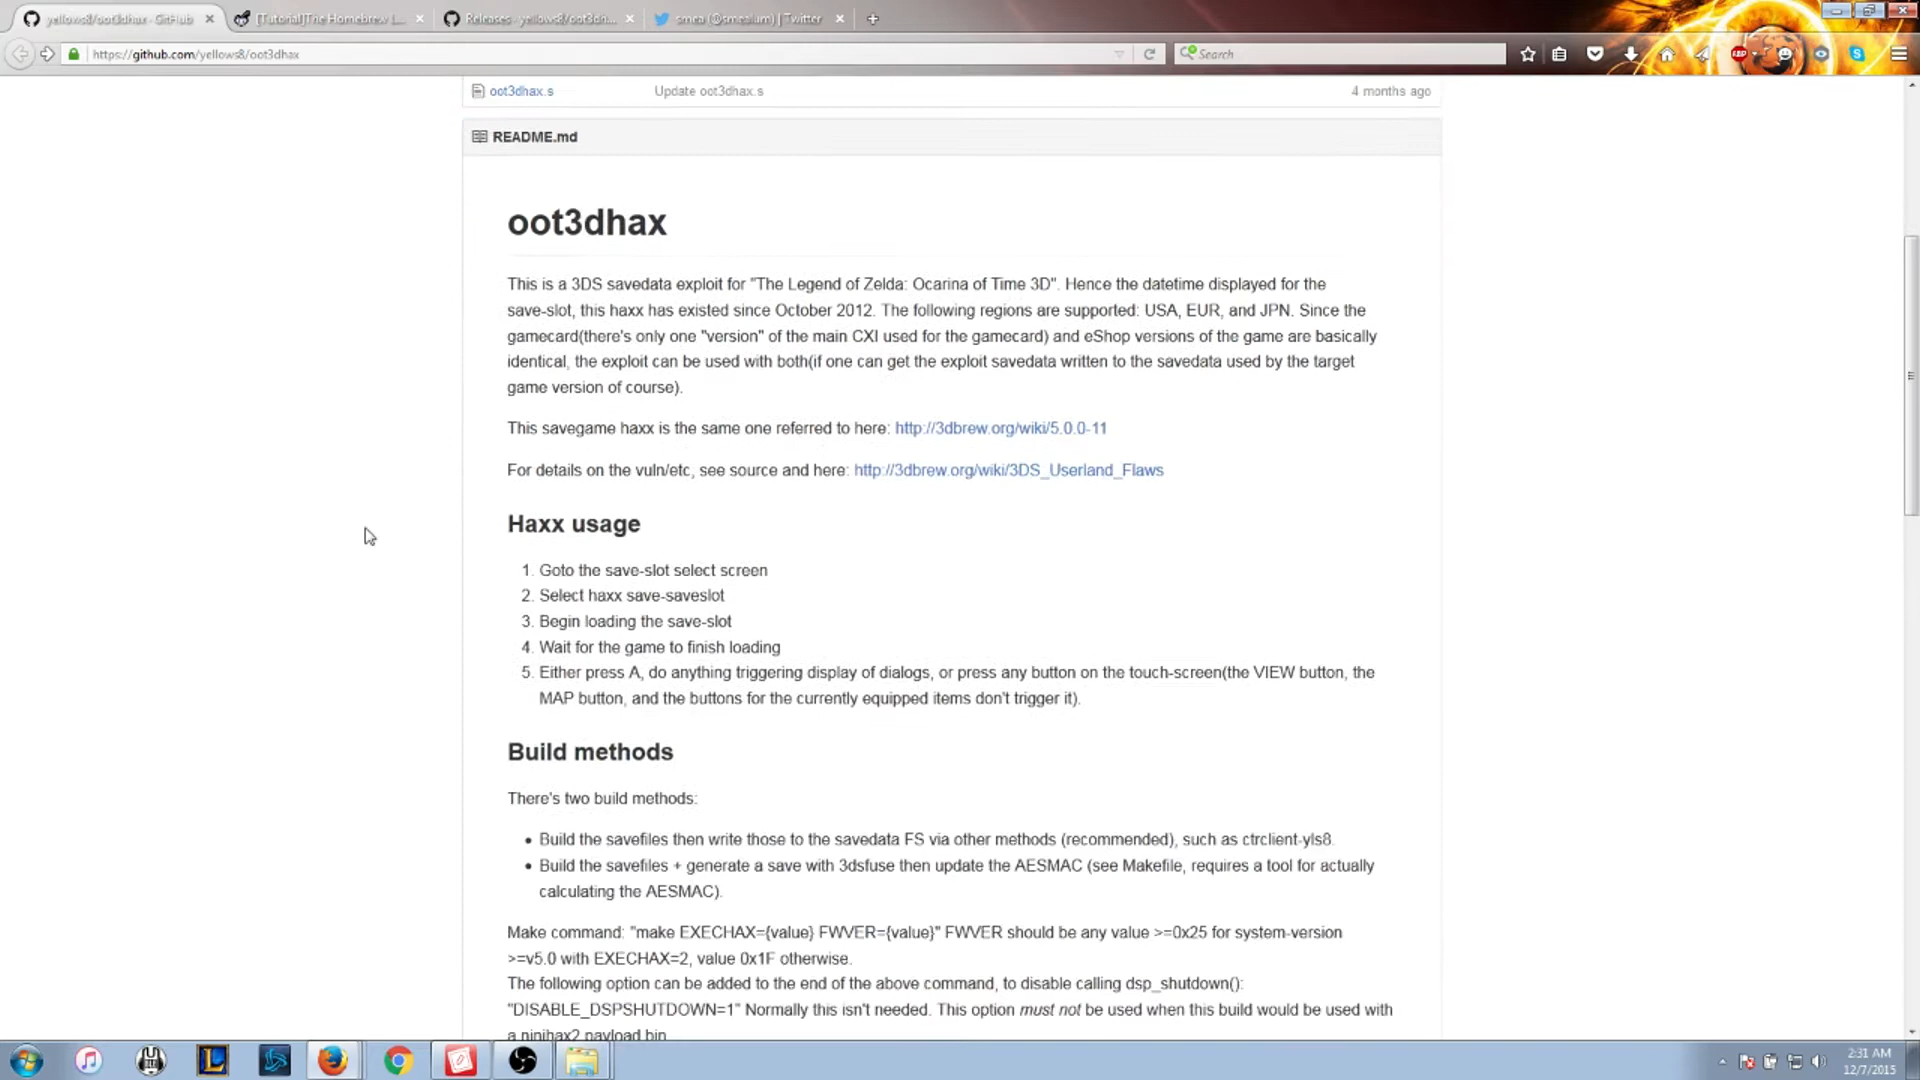 yellows8/oot3dhax · GitHub
[Tutorial]The Homebrew L...
Releases · yellows8/oot3dh...
smea (@smealum) | Twitter
https://github.com/yellows8/oot3dhax
Search
oot3dhax.s Update oot3dhax.s 4 months ago
README.md
oot3dhax
This is a 3DS savedata exploit for "The Legend of Zelda: Ocarina of Time 3D". Hence the datetime displayed for the
save-slot, this haxx has existed since October 2012. The following regions are supported: USA, EUR, and JPN. Since the
gamecard(there's only one "version" of the main CXI used for the gamecard) and eShop versions of the game are basically
identical, the exploit can be used with both(if one can get the exploit savedata written to the savedata used by the target
game version of course).
This savegame haxx is the same one referred to here: http://3dbrew.org/wiki/5.0.0-11
For details on the vuln/etc, see source and here: http://3dbrew.org/wiki/3DS_Userland_Flaws
Haxx usage
1. Goto the save-slot select screen
2. Select haxx save-saveslot
3. Begin loading the save-slot
4. Wait for the game to finish loading
5. Either press A, do anything triggering display of dialogs, or press any button on the touch-screen(the VIEW button, the
MAP button, and the buttons for the currently equipped items don't trigger it).
Build methods
There's two build methods:
• Build the savefiles then write those to the savedata FS via other methods (recommended), such as ctrclient-yls8.
• Build the savefiles + generate a save with 3dsfuse then update the AESMAC (see Makefile, requires a tool for actually
calculating the AESMAC).
Make command: "make EXECHAX={value} FWVER={value}" FWVER should be any value >=0x25 for system-version
>=v5.0 with EXECHAX=2, value 0x1F otherwise.
The following option can be added to the end of the above command, to disable calling dsp_shutdown():
"DISABLE_DSPSHUTDOWN=1" Normally this isn't needed. This option must not be used when this build would be used with
a ninjhax2 payload bin
2:31 AM
12/7/2015